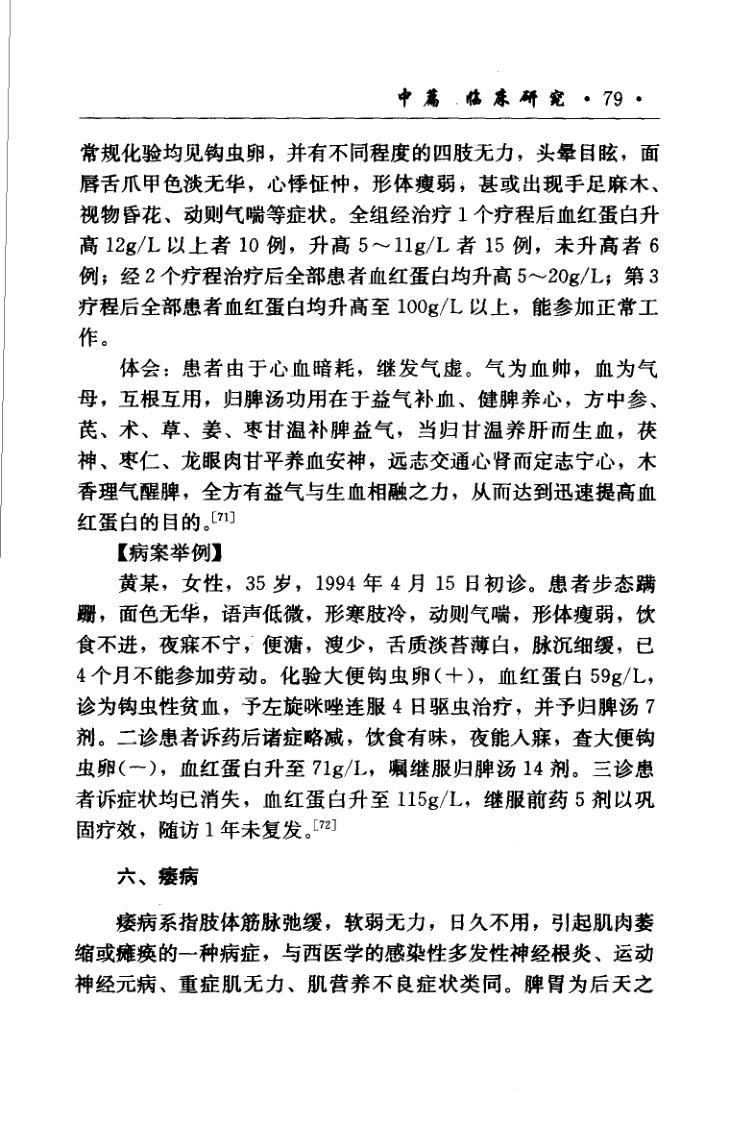 中篇 临床研究 · 79 ·
常规化验均见钩虫卵，并有不同程度的四肢无力，头晕目眩，面
唇舌爪甲色淡无华，心悸怔忡，形体瘦弱，甚或出现手足麻木、
视物昏花、动则气喘等症状。全组经治疗1个疗程后血红蛋白升
高12g/L以上者10例，升高5～11g/L者15例，未升高者6
例；经2个疗程治疗后全部患者血红蛋白均升高5～20g/L；第3
疗程后全部患者血红蛋白均升高至100g/L以上，能参加正常工
作。
体会：患者由于心血暗耗，继发气虚。气为血帅，血为气
母，互根互用，归脾汤功用在于益气补血、健脾养心，方中参、
芪、术、草、姜、枣甘温补脾益气，当归甘温养肝而生血，茯
神、枣仁、龙眼肉甘平养血安神，远志交通心肾而定志宁心，木
香理气醒脾，全方有益气与生血相融之力，从而达到迅速提高血
红蛋白的目的。[71]
【病案举例】
黄某，女性，35岁，1994年4月15日初诊。患者步态蹒
跚，面色无华，语声低微，形寒肢冷，动则气喘，形体瘦弱，饮
食不进，夜寐不宁，便溏，溲少，舌质淡苔薄白，脉沉细缓，已
4个月不能参加劳动。化验大便钩虫卵(＋)，血红蛋白59g/L，
诊为钩虫性贫血，予左旋咪唑连服4日驱虫治疗，并予归脾汤7
剂。二诊患者诉药后诸症略减，饮食有味，夜能入寐，查大便钩
虫卵(－)，血红蛋白升至71g/L，嘱继服归脾汤14剂。三诊患
者诉症状均已消失，血红蛋白升至115g/L，继服前药5剂以巩
固疗效，随访1年未复发。[72]
六、痿病
痿病系指肢体筋脉弛缓，软弱无力，日久不用，引起肌肉萎
缩或瘫痪的一种病症，与西医学的感染性多发性神经根炎、运动
神经元病、重症肌无力、肌营养不良症状类同。脾胃为后天之